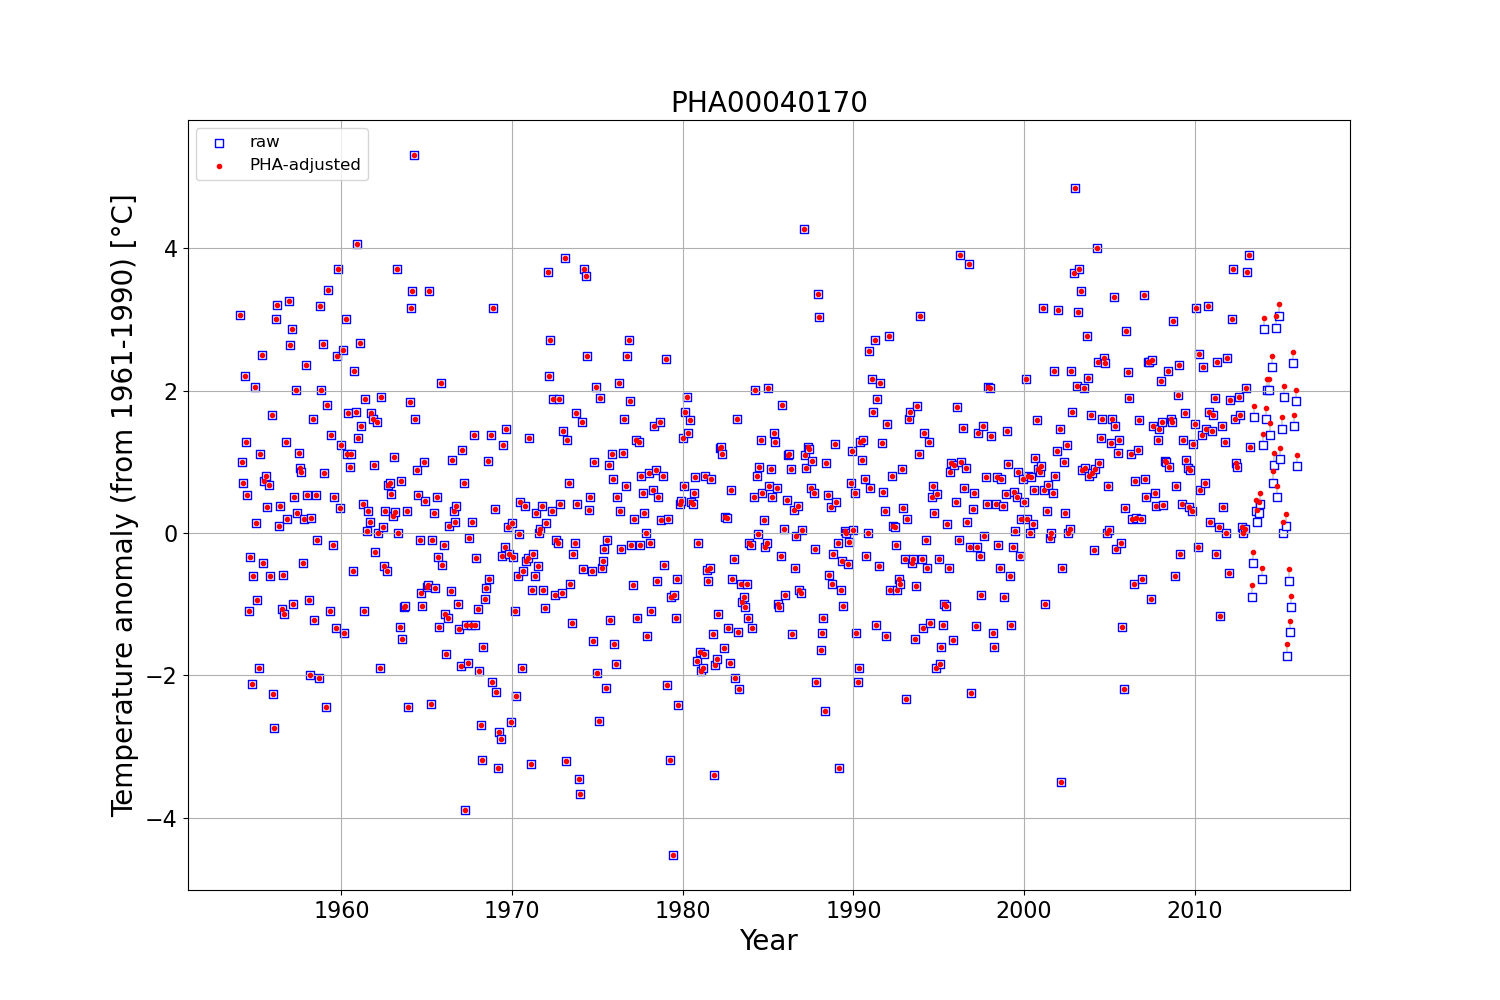 PHA00040170
raw
PHA-adjusted
Temperature anomaly (from 1961-1990) [°C]
4
2
0
−2
−4
1960 1970 1980 1990 2000 2010
Year